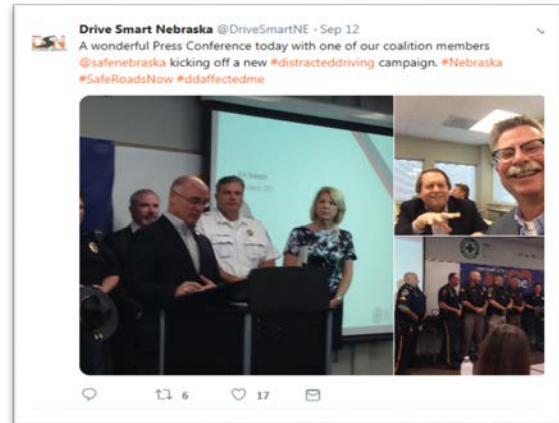 Drive Smart Nebraska @DriveSmartNE · Sep 12
A wonderful Press Conference today with one of our coalition members
@safenebraska kicking off a new #distracteddriving campaign. #Nebraska
#SafeRoadsNow #ddaffectedme
6
17